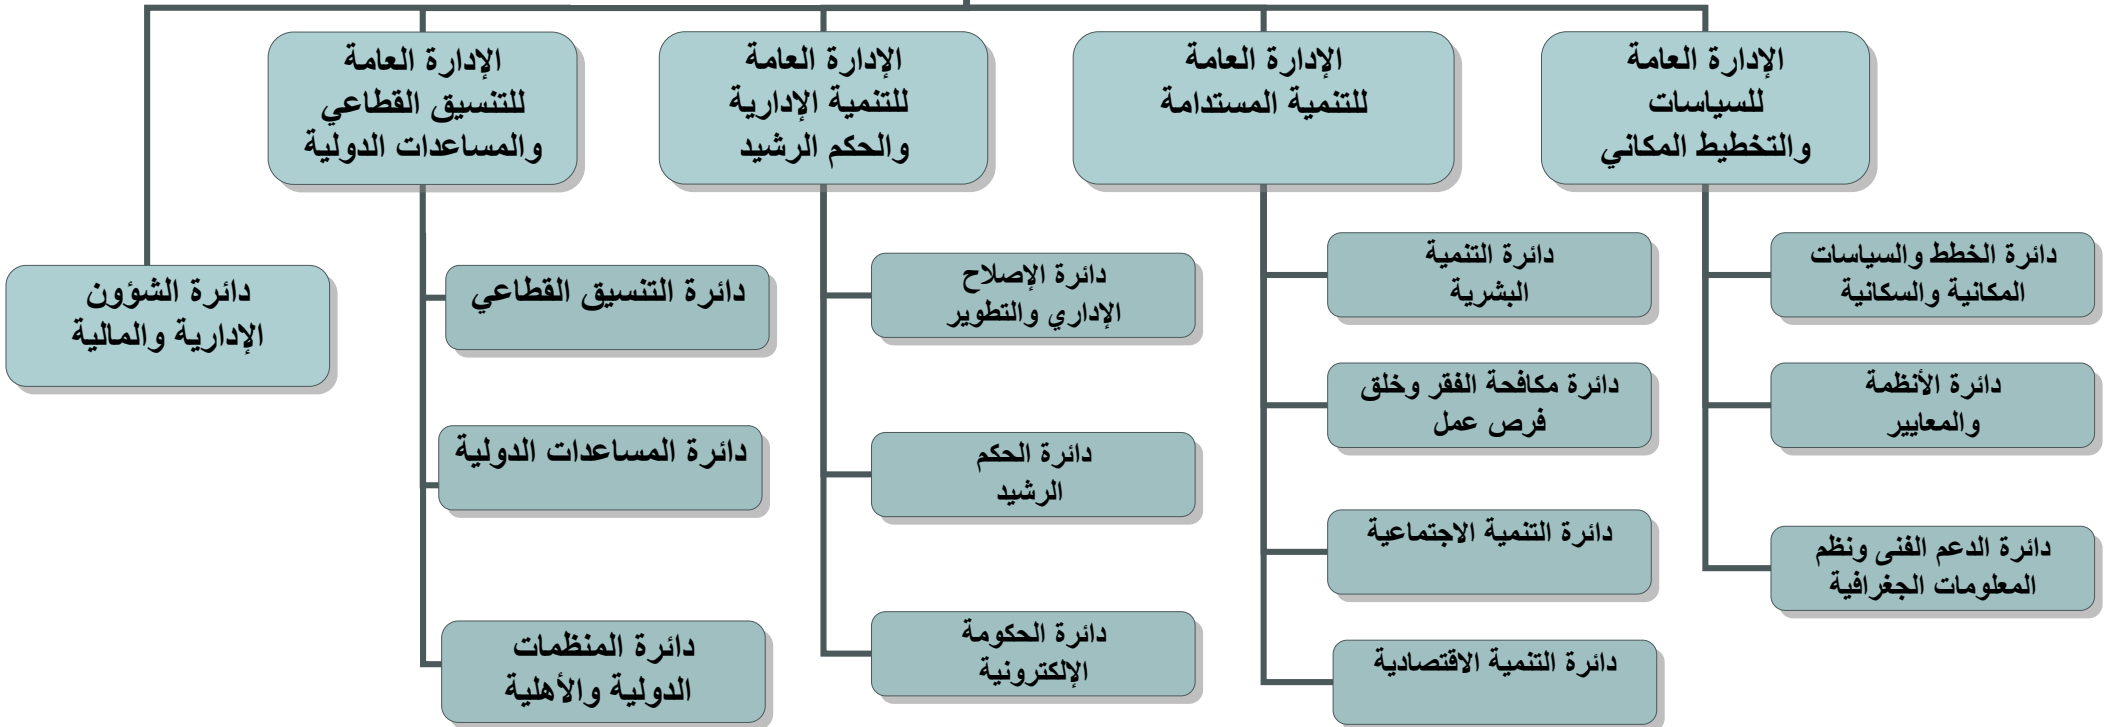 الإدارة العامة
للسياسات
والتخطيط المكاني
الإدارة العامة
للتنمية المستدامة
الإدارة العامة
للتنمية الإدارية
والحكم الرشيد
الإدارة العامة
للتنسيق القطاعي
والمساعدات الدولية
دائرة الشؤون
الإدارية والمالية
دائرة الخطط والسياسات
المكانية والسكانية
دائرة الأنظمة
والمعايير
دائرة الدعم الفنى ونظم
المعلومات الجغرافية
دائرة التنمية
البشرية
دائرة مكافحة الفقر وخلق
فرص عمل
دائرة التنمية الاجتماعية
دائرة التنمية الاقتصادية
دائرة الإصلاح
الإداري والتطوير
دائرة الحكم
الرشيد
دائرة الحكومة
الإلكترونية
دائرة التنسيق القطاعي
دائرة المساعدات الدولية
دائرة المنظمات
الدولية والأهلية